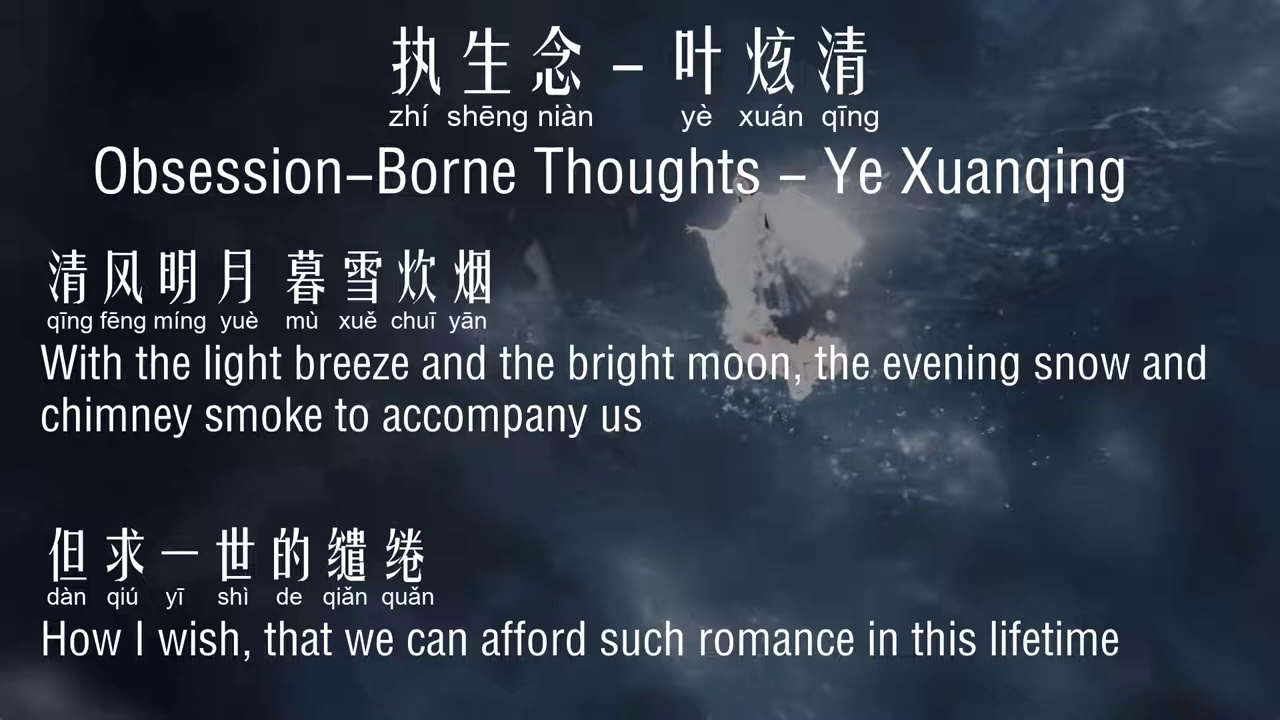 执生念 – 叶炫清
zhí shēng niàn yè xuán qīng
Obsession–Borne Thoughts – Ye Xuanqing
清风明月 暮雪炊烟
qīng fēng míng yuè mù xuě chuī yān
With the light breeze and the bright moon, the evening snow and
chimney smoke to accompany us
但求一世的缱绻
dàn qiú yī shì de qiǎn quǎn
How I wish, that we can afford such romance in this lifetime